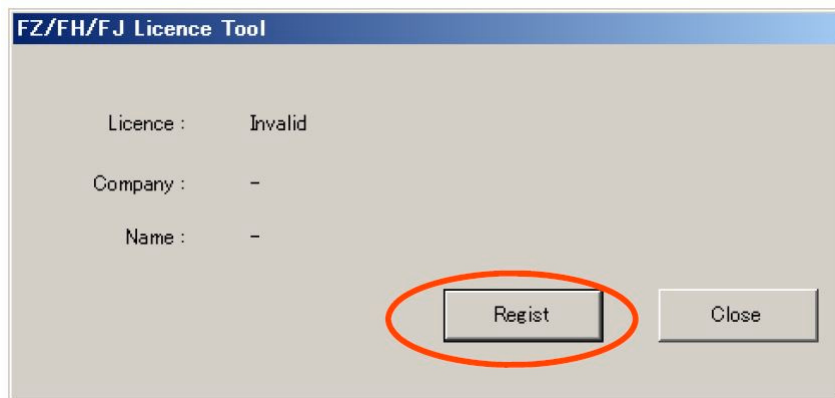 FZ/FH/FJ Licence Tool
Licence : Invalid
Company : -
Name : -
Regist Close